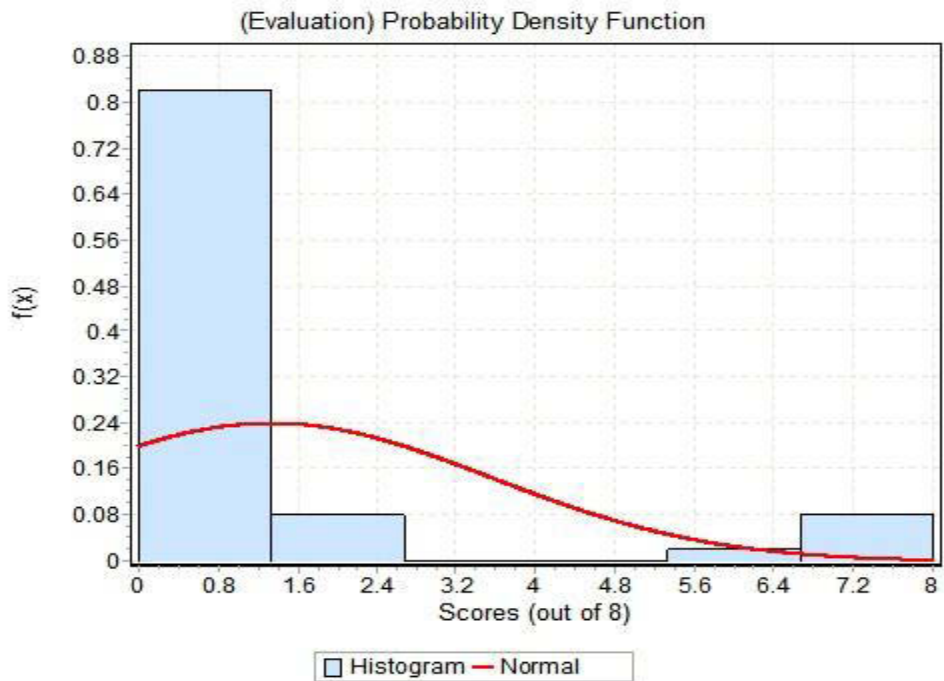 (Evaluation) Probability Density Function
0.88
0.8
0.72
0.64
0.56
0.48
0.4
0.32
0.24
0.16
0.08
0
f(x)
0 0.8 1.6 2.4 3.2 4 4.8 5.6 6.4 7.2 8
Scores (out of 8)
Histogram Normal